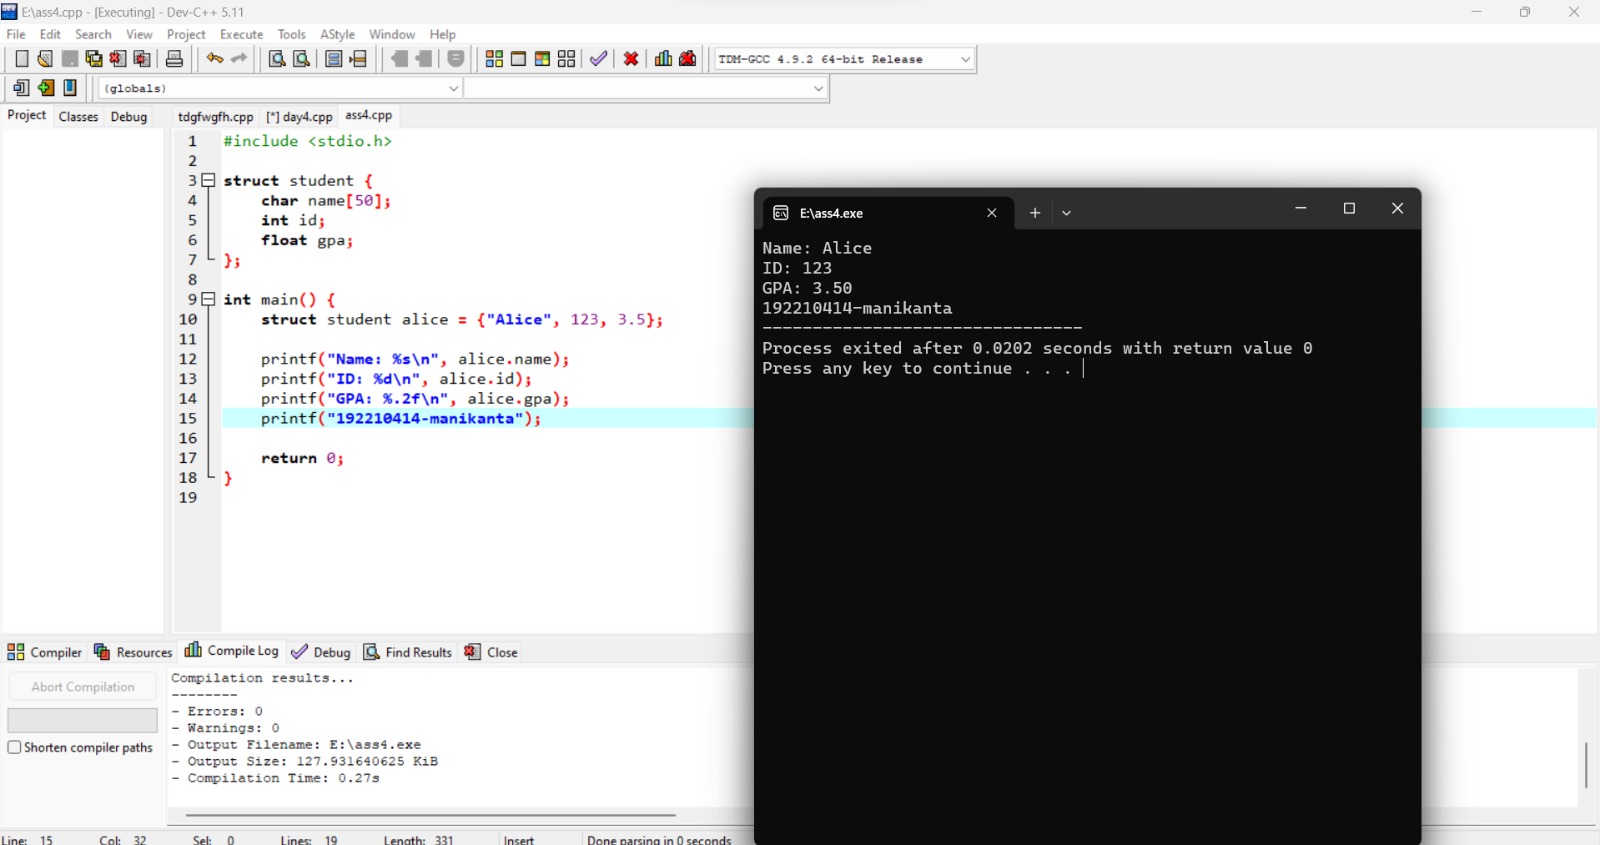 E:\ass4.cpp - [Executing] - Dev-C++ 5.11
File Edit Search View Project Execute Tools AStyle Window Help
TDM-GCC 4.9.2 64-bit Release
(globals)
Project Classes Debug
tdgfwgfh.cpp [*] day4.cpp ass4.cpp
1 #include <stdio.h>
2
3 struct student {
4     char name[50];
5     int id;
6     float gpa;
7 };
8
9 int main() {
10     struct student alice = {"Alice", 123, 3.5};
11
12     printf("Name: %s\n", alice.name);
13     printf("ID: %d\n", alice.id);
14     printf("GPA: %.2f\n", alice.gpa);
15     printf("192210414-manikanta");
16
17     return 0;
18 }
19
E:\ass4.exe
Name: Alice
ID: 123
GPA: 3.50
192210414-manikanta
--------------------------------
Process exited after 0.0202 seconds with return value 0
Press any key to continue . . .
Compiler Resources Compile Log Debug Find Results Close
Abort Compilation
Shorten compiler paths
Compilation results...
--------
- Errors: 0
- Warnings: 0
- Output Filename: E:\ass4.exe
- Output Size: 127.931640625 KiB
- Compilation Time: 0.27s
Line: 15 Col: 32 Sel: 0 Lines: 19 Length: 331 Insert Done parsing in 0 seconds